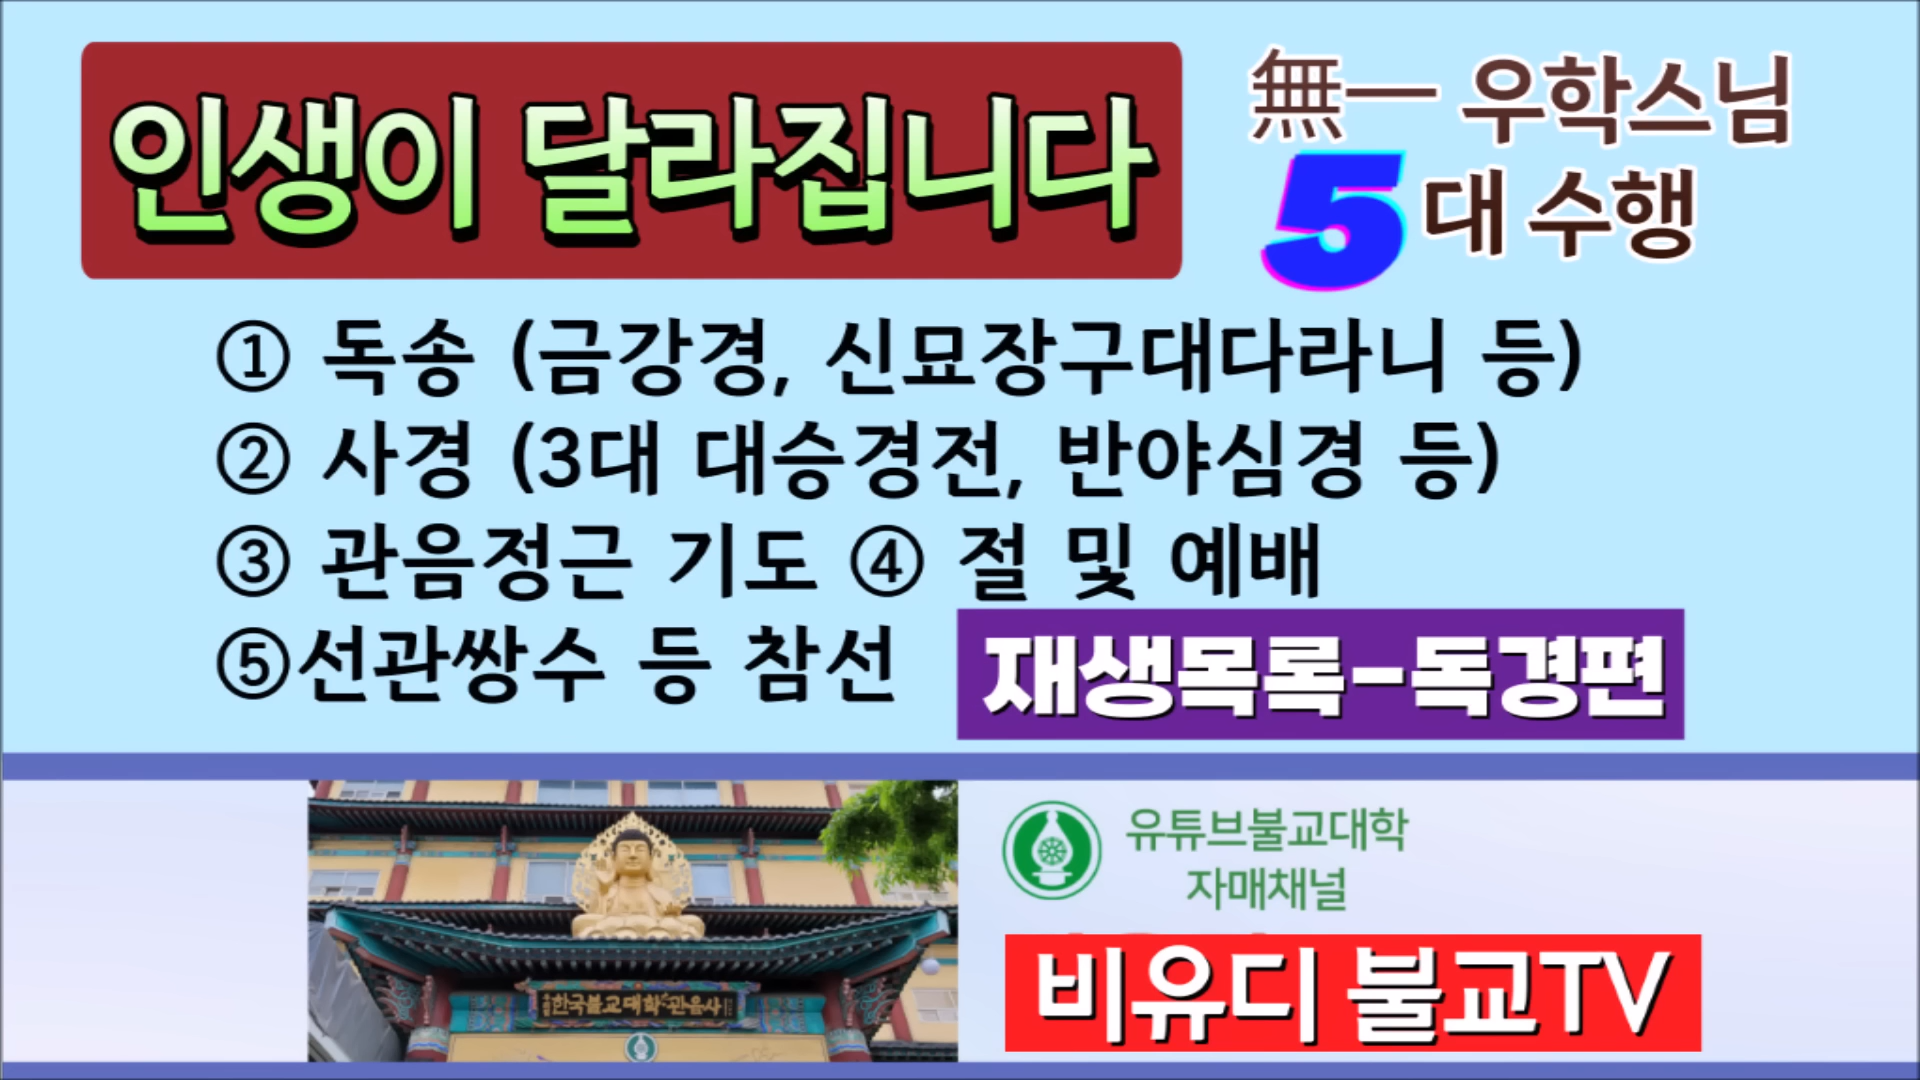 인생이 달라집니다
無一 우학스님
5대 수행
① 독송 (금강경, 신묘장구대다라니 등)
② 사경 (3대 대승경전, 반야심경 등)
③ 관음정근 기도 ④ 절 및 예배
⑤선관쌍수 등 참선
재생목록-독경편
유튜브불교대학
자매채널
한국불교대학 관음사
비유디 불교TV